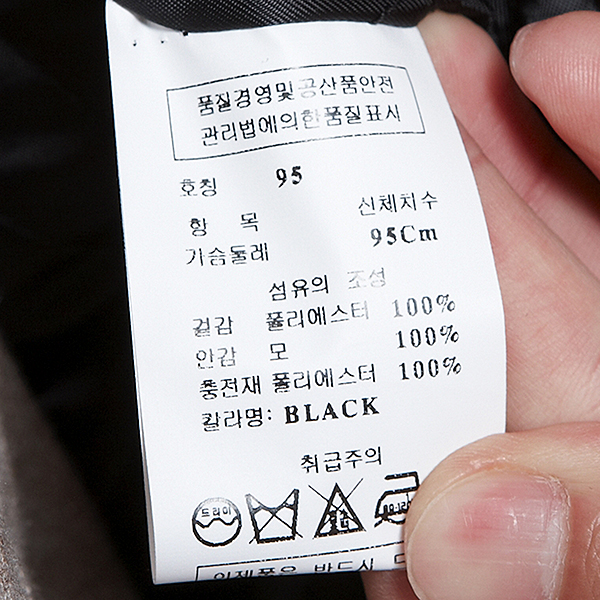 품질경영및공산품안전
관리법에의한품질표시
호칭 95
항 목 신체치수
가슴둘레 95Cm
섬유의 조성
겉감 폴리에스터 100%
안감 모 100%
충전재 폴리에스터 100%
칼라명: BLACK
취급주의
드라이